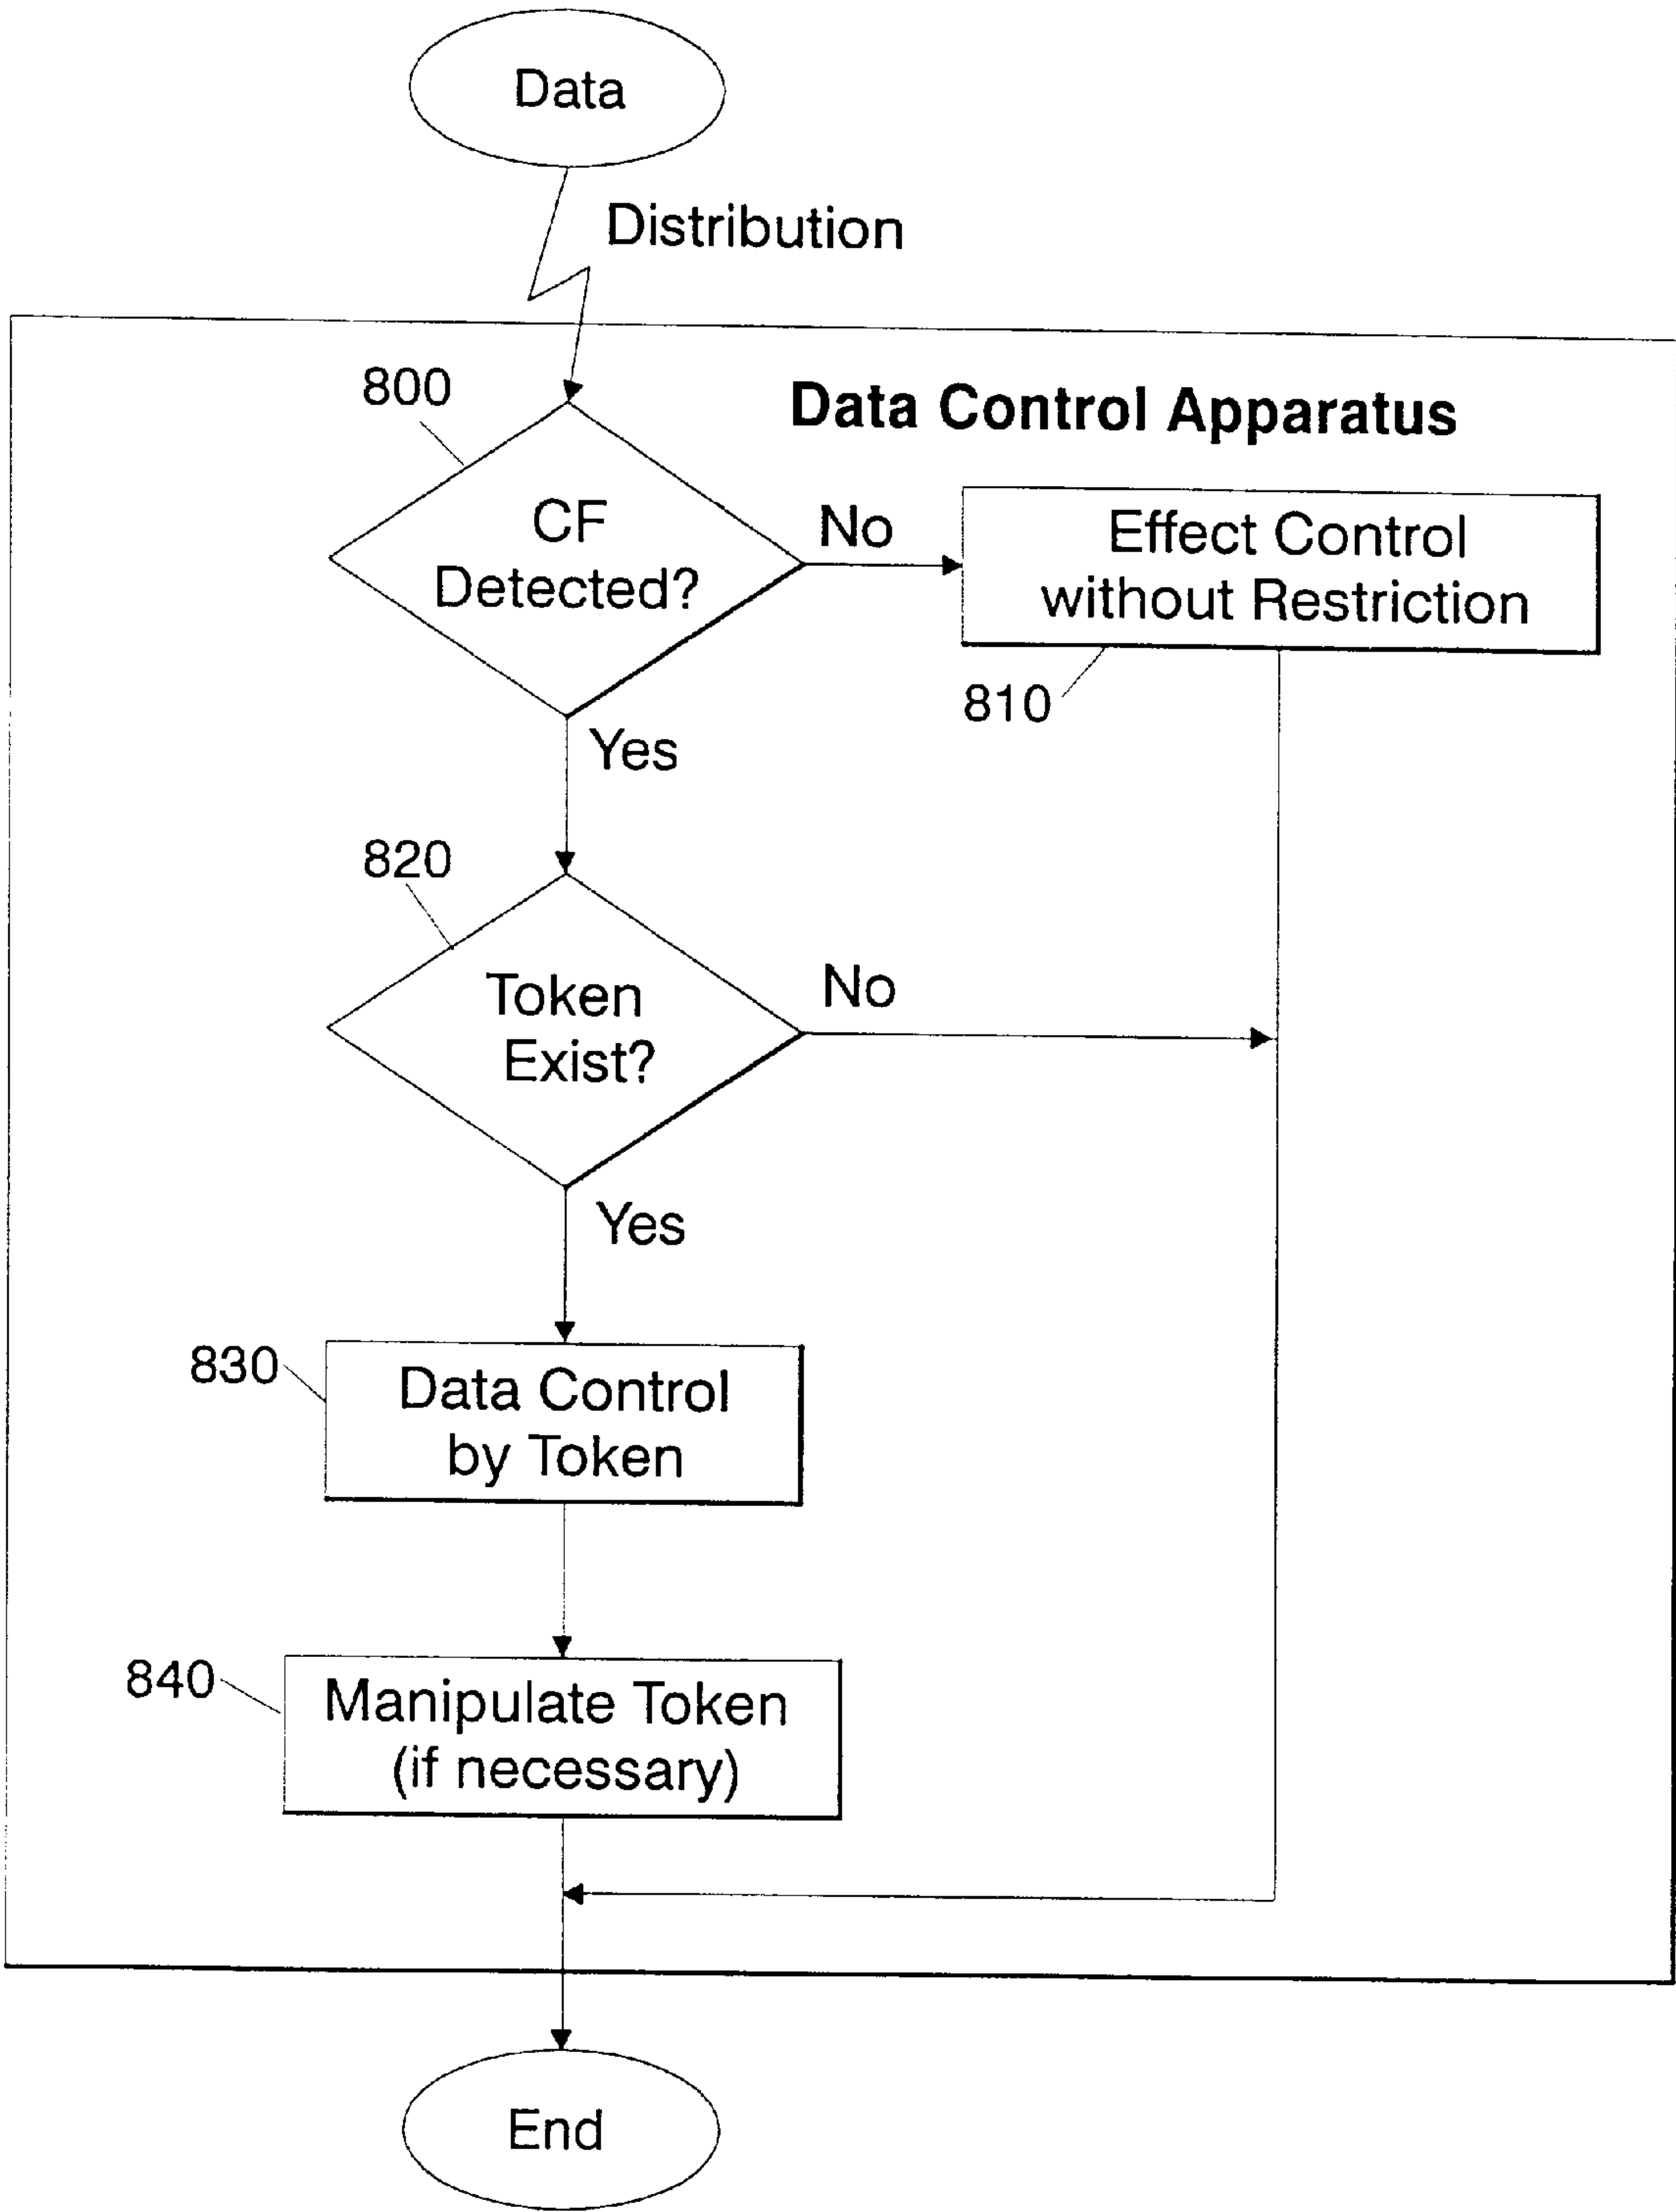 Data
Distribution
800
Data Control Apparatus
CF
Detected?
No
Effect Control
without Restriction
810
Yes
820
Token
Exist?
No
Yes
830
Data Control
by Token
840
Manipulate Token
(if necessary)
End